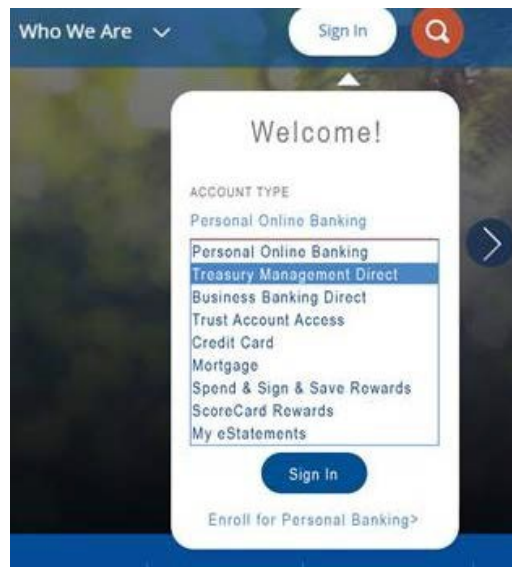 Who We Are
Sign In
Welcome!
ACCOUNT TYPE
Personal Online Banking
Personal Online Banking
Treasury Management Direct
Business Banking Direct
Trust Account Access
Credit Card
Mortgage
Spend & Sign & Save Rewards
ScoreCard Rewards
My eStatements
Sign In
Enroll for Personal Banking>